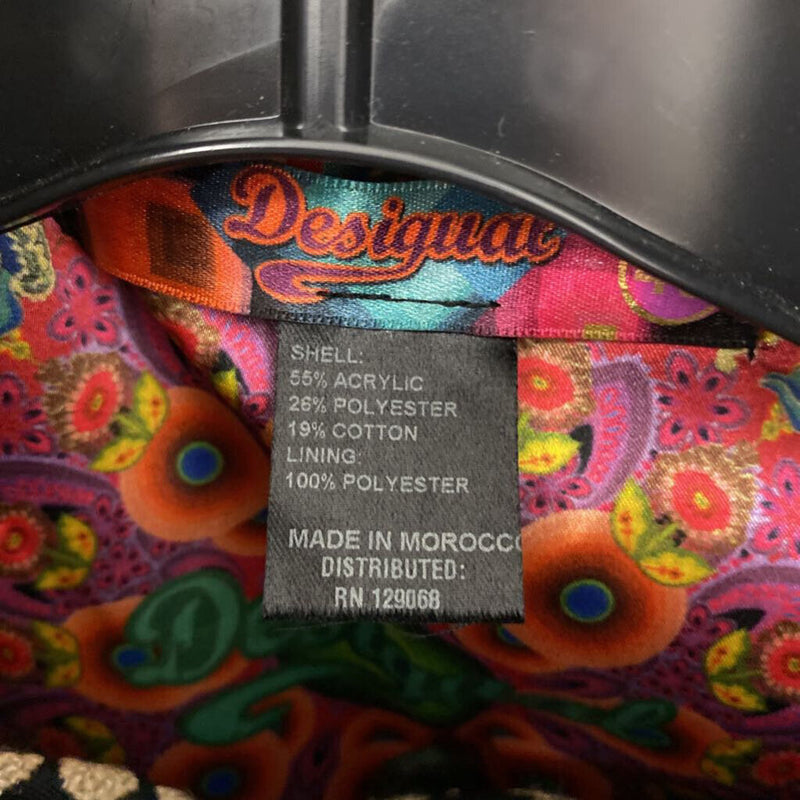 Desigual
SHELL:
55% ACRYLIC
26% POLYESTER
19% COTTON
LINING:
100% POLYESTER
MADE IN MOROCCO
DISTRIBUTED:
RN 129068